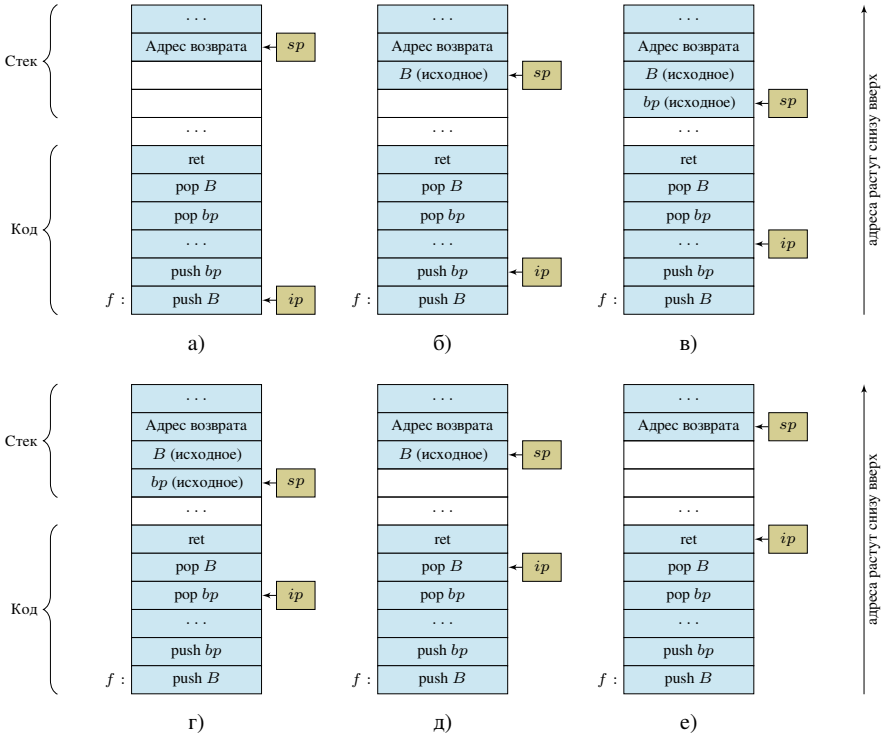 · · ·
Адрес возврата
sp
· · ·
ret
pop B
pop bp
· · ·
push bp
f : push B
ip
Стек
Код
а)
· · ·
Адрес возврата
B (исходное)
sp
· · ·
ret
pop B
pop bp
· · ·
push bp
ip
f : push B
б)
· · ·
Адрес возврата
B (исходное)
bp (исходное)
sp
· · ·
ret
pop B
pop bp
· · ·
ip
push bp
f : push B
в)
адреса растут снизу вверх
· · ·
Адрес возврата
B (исходное)
bp (исходное)
sp
· · ·
ret
pop B
pop bp
ip
· · ·
push bp
f : push B
Стек
Код
г)
· · ·
Адрес возврата
B (исходное)
sp
· · ·
ret
pop B
ip
pop bp
· · ·
push bp
f : push B
д)
· · ·
Адрес возврата
sp
· · ·
ret
ip
pop B
pop bp
· · ·
push bp
f : push B
е)
адреса растут снизу вверх